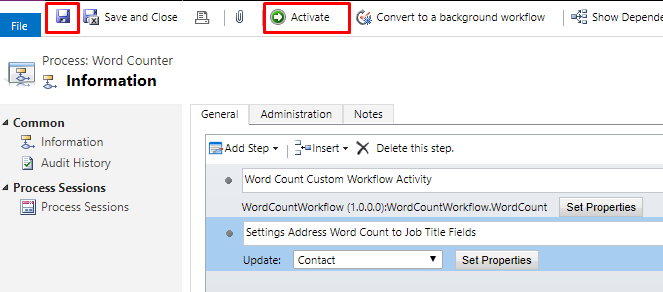 File Save and Close Activate Convert to a background workflow Show Depende
Process: Word Counter
Information
Common
Information
Audit History
Process Sessions
Process Sessions
General Administration Notes
Add Step Insert Delete this step.
Word Count Custom Workflow Activity
WordCountWorkflow (1.0.0.0):WordCountWorkflow.WordCount Set Properties
Settings Address Word Count to Job Title Fields
Update: Contact Set Properties